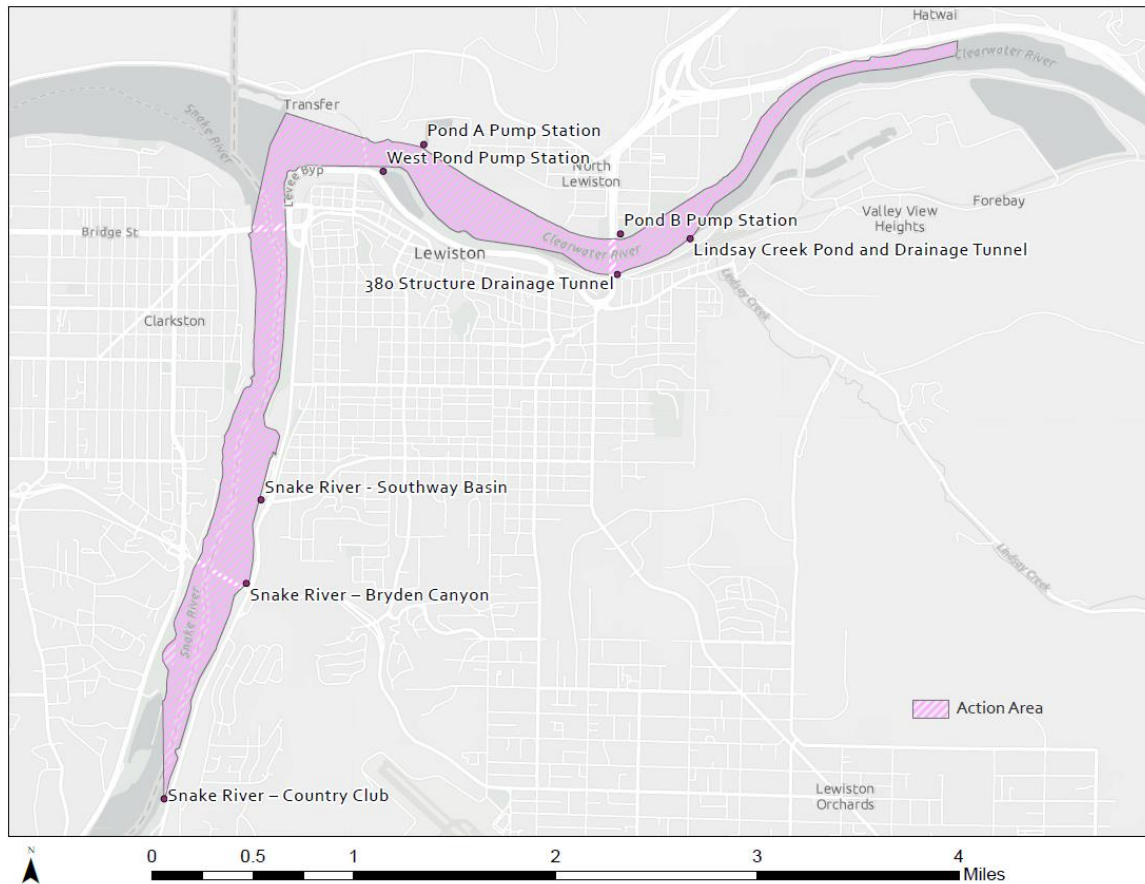 Hatwai
Clearwater River
Snake River
Transfer
Pond A Pump Station
West Pond Pump Station
North
Lewiston
Levee Byp
Pond B Pump Station
Valley View
Heights
Forebay
Bridge St
Clearwater River
Lindsay Creek Pond and Drainage Tunnel
Lewiston
380 Structure Drainage Tunnel
Lindsay Creek
Clarkston
Snake River - Southway Basin
Lindsay Creek
Snake River – Bryden Canyon
Snake River
Action Area
Snake River – Country Club
Lewiston
Orchards
N
0 0.5 1 2 3 4
Miles